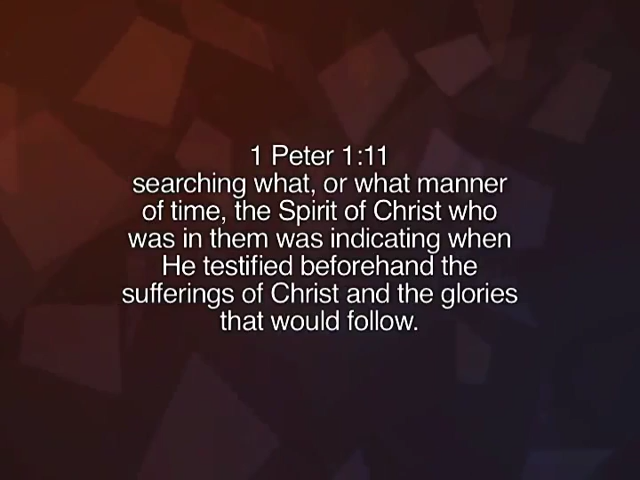 1 Peter 1:11
searching what, or what manner
of time, the Spirit of Christ who
was in them was indicating when
He testified beforehand the
sufferings of Christ and the glories
that would follow.